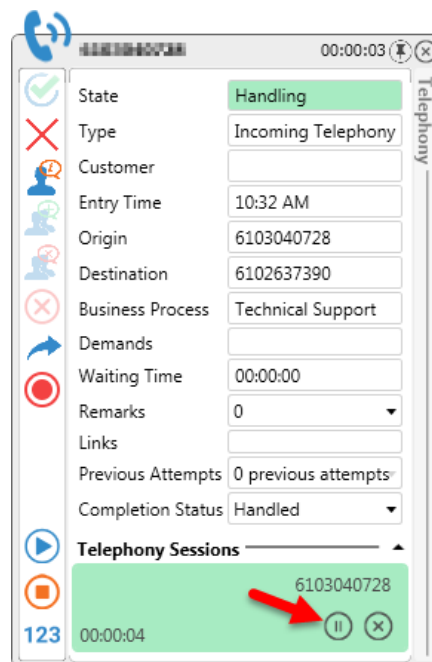 00:00:03
Telephony
State Handling
Type Incoming Telephony
Customer
Entry Time 10:32 AM
Origin 6103040728
Destination 6102637390
Business Process Technical Support
Demands
Waiting Time 00:00:00
Remarks 0
Links
Previous Attempts 0 previous attempts
Completion Status Handled
Telephony Sessions
6103040728
00:00:04
123